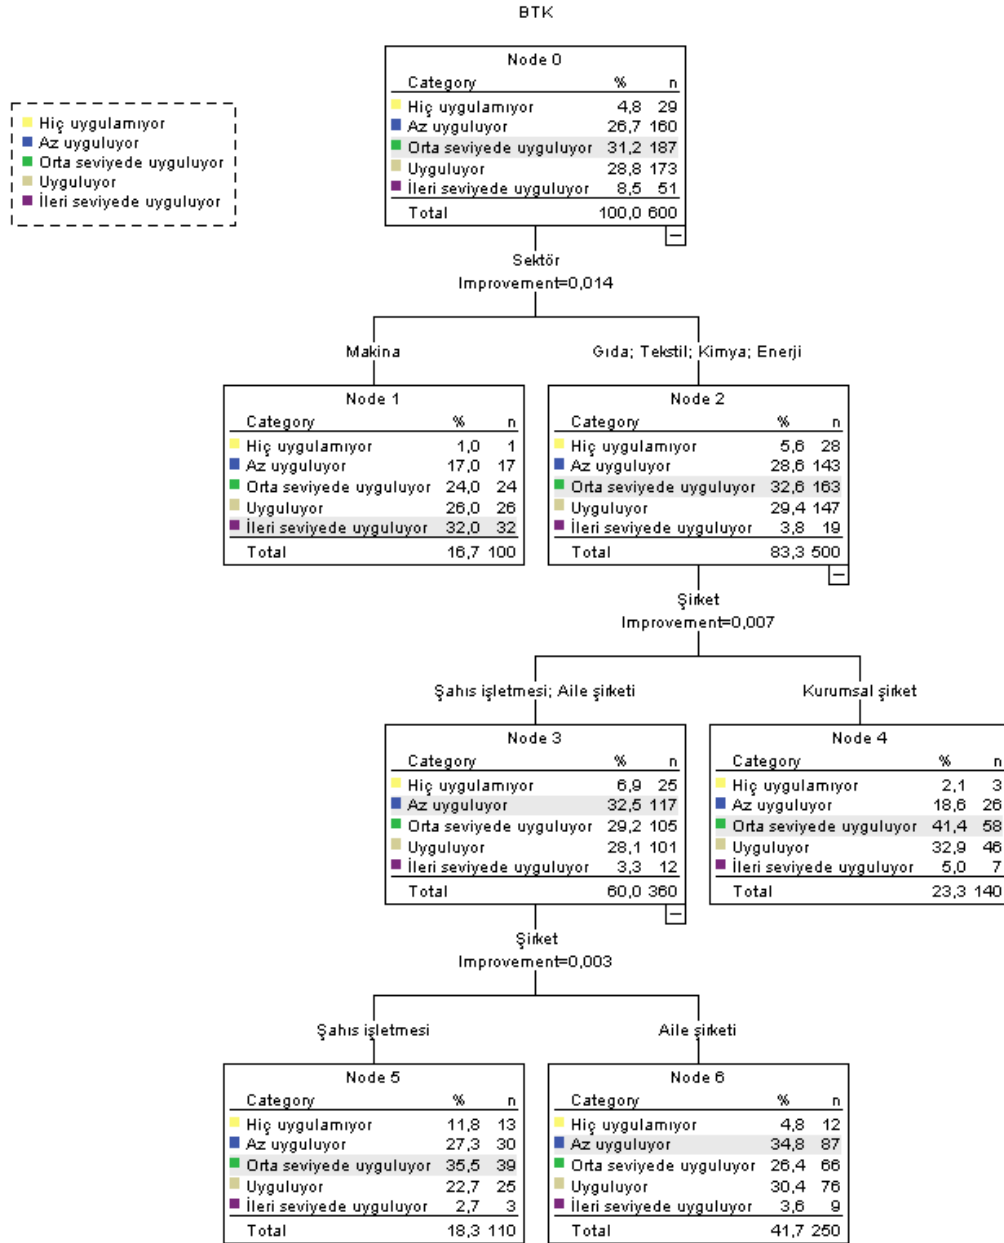 BTK
Hiç uygulamıyor
Az uyguluyor
Orta seviyede uyguluyor
Uyguluyor
İleri seviyede uyguluyor
Node 0
Category % n
Hiç uygulamıyor 4,8 29
Az uyguluyor 26,7 160
Orta seviyede uyguluyor 31,2 187
Uyguluyor 28,8 173
İleri seviyede uyguluyor 8,5 51
Total 100,0 600
Sektör
Improvement=0,014
Makina
Gıda; Tekstil; Kimya; Enerji
Node 1
Category % n
Hiç uygulamıyor 1,0 1
Az uyguluyor 17,0 17
Orta seviyede uyguluyor 24,0 24
Uyguluyor 26,0 26
İleri seviyede uyguluyor 32,0 32
Total 16,7 100
Node 2
Category % n
Hiç uygulamıyor 5,6 28
Az uyguluyor 28,6 143
Orta seviyede uyguluyor 32,6 163
Uyguluyor 29,4 147
İleri seviyede uyguluyor 3,8 19
Total 83,3 500
Şirket
Improvement=0,007
Şahıs işletmesi; Aile şirketi
Kurumsal şirket
Node 3
Category % n
Hiç uygulamıyor 6,9 25
Az uyguluyor 32,5 117
Orta seviyede uyguluyor 29,2 105
Uyguluyor 28,1 101
İleri seviyede uyguluyor 3,3 12
Total 60,0 360
Node 4
Category % n
Hiç uygulamıyor 2,1 3
Az uyguluyor 18,6 26
Orta seviyede uyguluyor 41,4 58
Uyguluyor 32,9 46
İleri seviyede uyguluyor 5,0 7
Total 23,3 140
Şirket
Improvement=0,003
Şahıs işletmesi
Aile şirketi
Node 5
Category % n
Hiç uygulamıyor 11,8 13
Az uyguluyor 27,3 30
Orta seviyede uyguluyor 35,5 39
Uyguluyor 22,7 25
İleri seviyede uyguluyor 2,7 3
Total 18,3 110
Node 6
Category % n
Hiç uygulamıyor 4,8 12
Az uyguluyor 34,8 87
Orta seviyede uyguluyor 26,4 66
Uyguluyor 30,4 76
İleri seviyede uyguluyor 3,6 9
Total 41,7 250